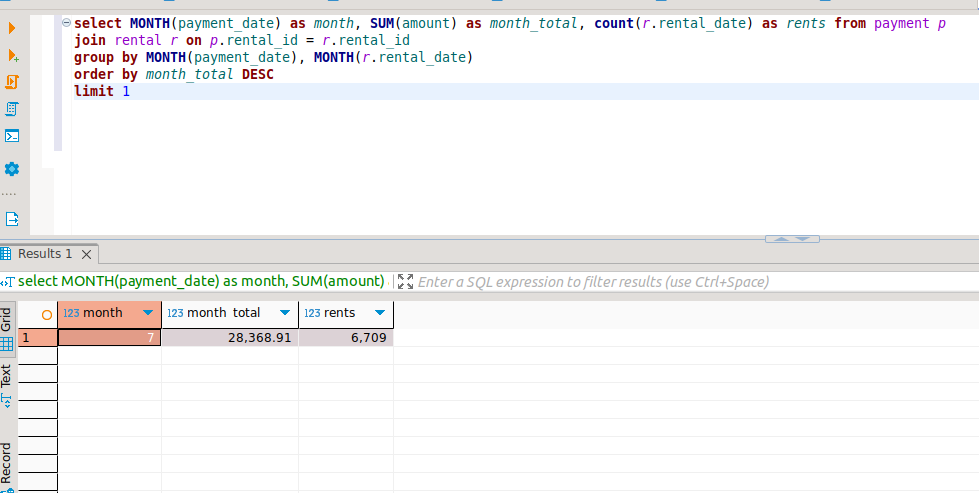 select MONTH(payment_date) as month, SUM(amount) as month_total, count(r.rental_date) as rents from payment p
join rental r on p.rental_id = r.rental_id
group by MONTH(payment_date), MONTH(r.rental_date)
order by month_total DESC
limit 1
Results 1
select MONTH(payment_date) as month, SUM(amount)
Enter a SQL expression to filter results (use Ctrl+Space)
Grid
123 month
123 month_total
123 rents
1
7
28,368.91
6,709
Text
Record